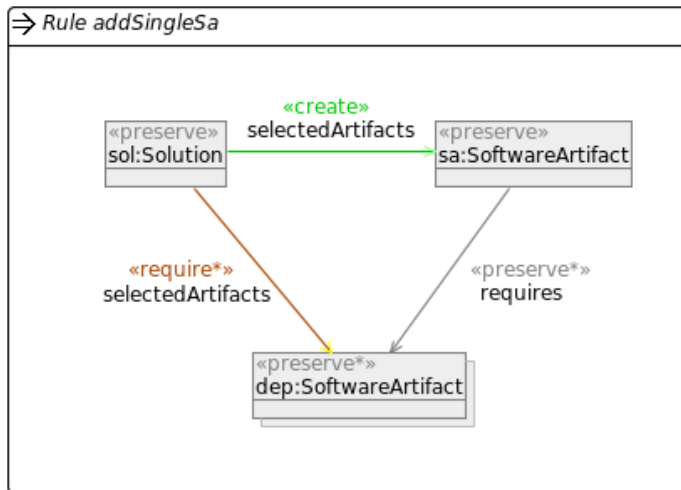 Rule addSingleSa
«create»
selectedArtifacts
«preserve»
sol:Solution
«preserve»
sa:SoftwareArtifact
«require*»
selectedArtifacts
«preserve*»
requires
«preserve*»
dep:SoftwareArtifact